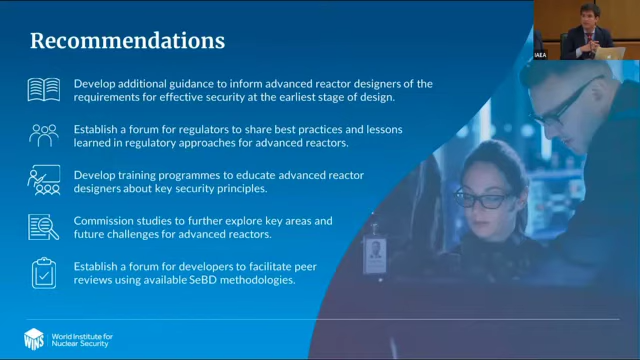 Recommendations
IAEA
Develop additional guidance to inform advanced reactor designers of the
requirements for effective security at the earliest stage of design.
Establish a forum for regulators to share best practices and lessons
learned in regulatory approaches for advanced reactors.
Develop training programmes to educate advanced reactor
designers about key security principles.
Commission studies to further explore key areas and
future challenges for advanced reactors.
Establish a forum for developers to facilitate peer
reviews using available SeBD methodologies.
WINS
World Institute for
Nuclear Security